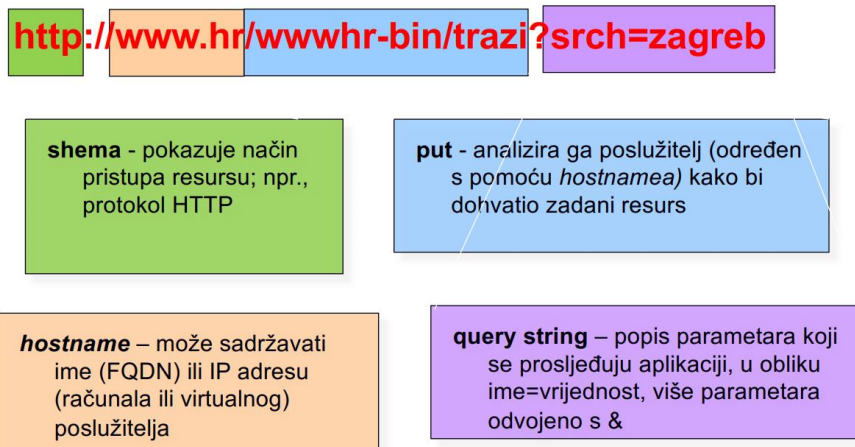 http://www.hr/wwwhr-bin/trazi?srch=zagreb
shema - pokazuje način
pristupa resursu; npr.,
protokol HTTP
put - analizira ga poslužitelj (određen
s pomoću hostnamea) kako bi
dohvatio zadani resurs
hostname – može sadržavati
ime (FQDN) ili IP adresu
(računala ili virtualnog)
poslužitelja
query string – popis parametara koji
se prosljeđuju aplikaciji, u obliku
ime=vrijednost, više parametara
odvojeno s &